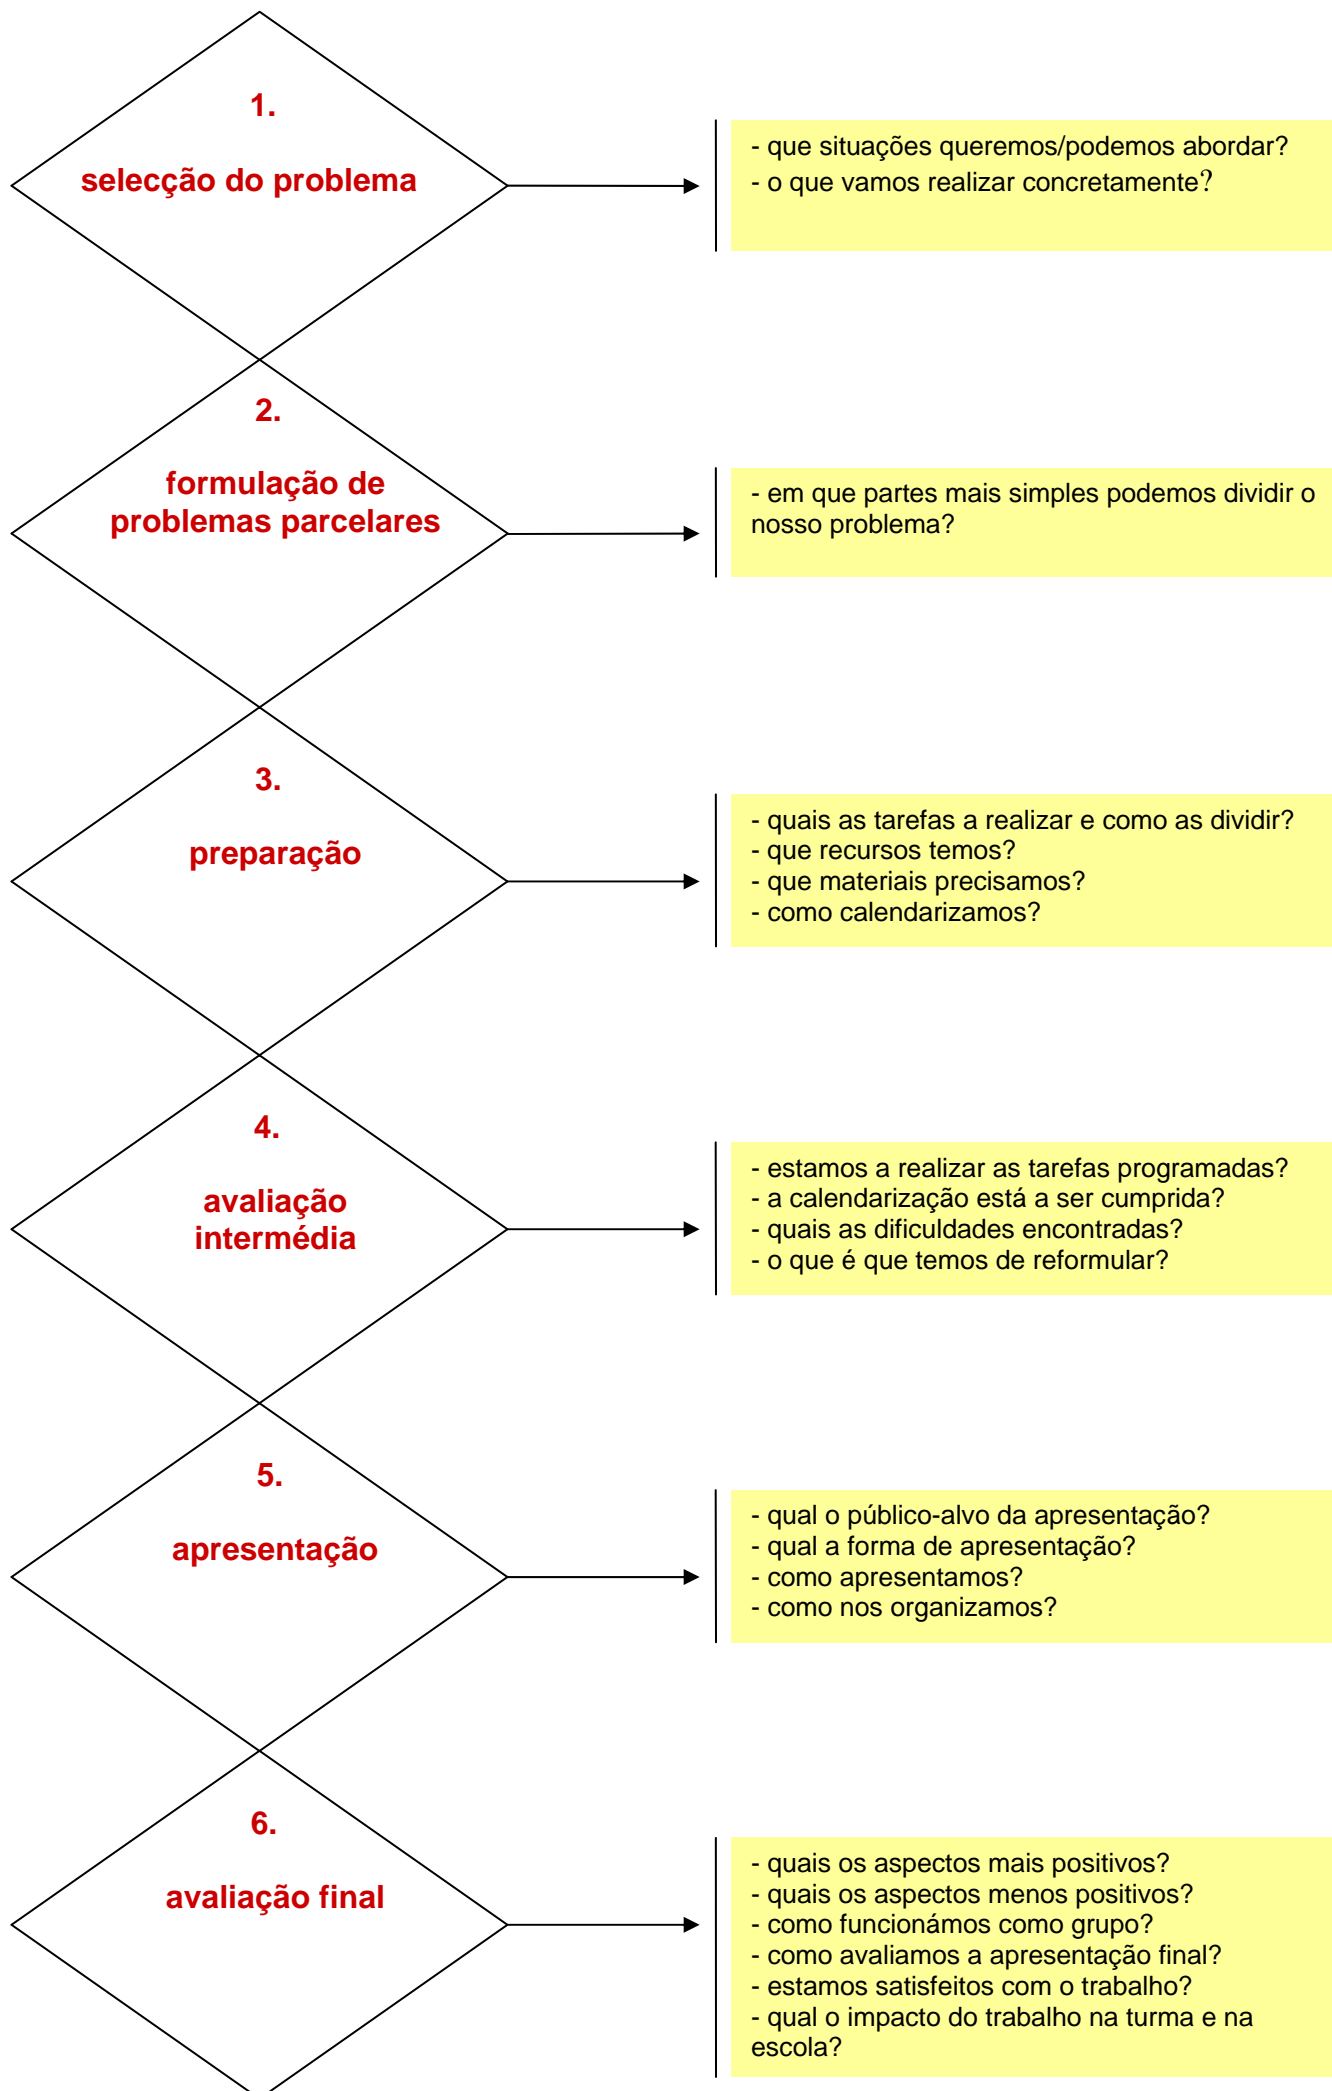 1.
selecção do problema
- que situações queremos/podemos abordar?
- o que vamos realizar concretamente?
2.
formulação de
problemas parcelares
- em que partes mais simples podemos dividir o
nosso problema?
3.
preparação
- quais as tarefas a realizar e como as dividir?
- que recursos temos?
- que materiais precisamos?
- como calendarizamos?
4.
avaliação
intermédia
- estamos a realizar as tarefas programadas?
- a calendarização está a ser cumprida?
- quais as dificuldades encontradas?
- o que é que temos de reformular?
5.
apresentação
- qual o público-alvo da apresentação?
- qual a forma de apresentação?
- como apresentamos?
- como nos organizamos?
6.
avaliação final
- quais os aspectos mais positivos?
- quais os aspectos menos positivos?
- como funcionámos como grupo?
- como avaliamos a apresentação final?
- estamos satisfeitos com o trabalho?
- qual o impacto do trabalho na turma e na
escola?